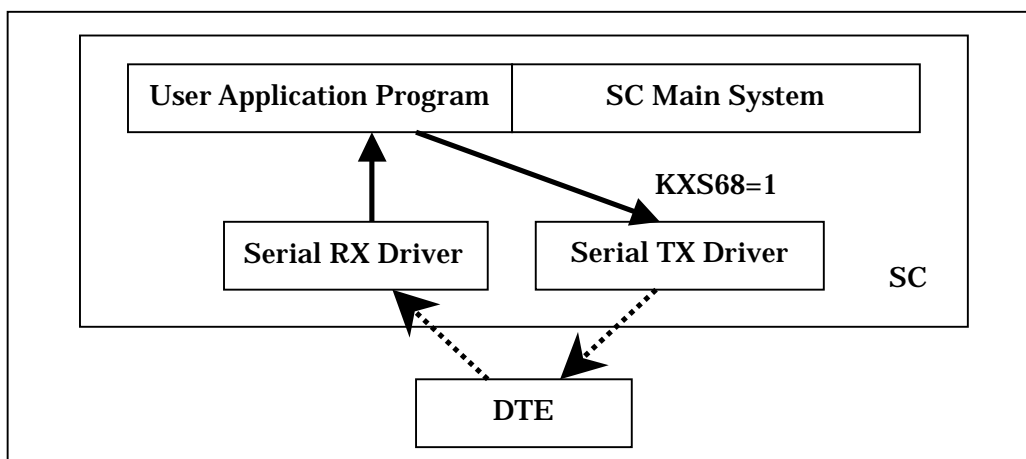 User Application Program
SC Main System
KXS68=1
Serial RX Driver
Serial TX Driver
SC
DTE